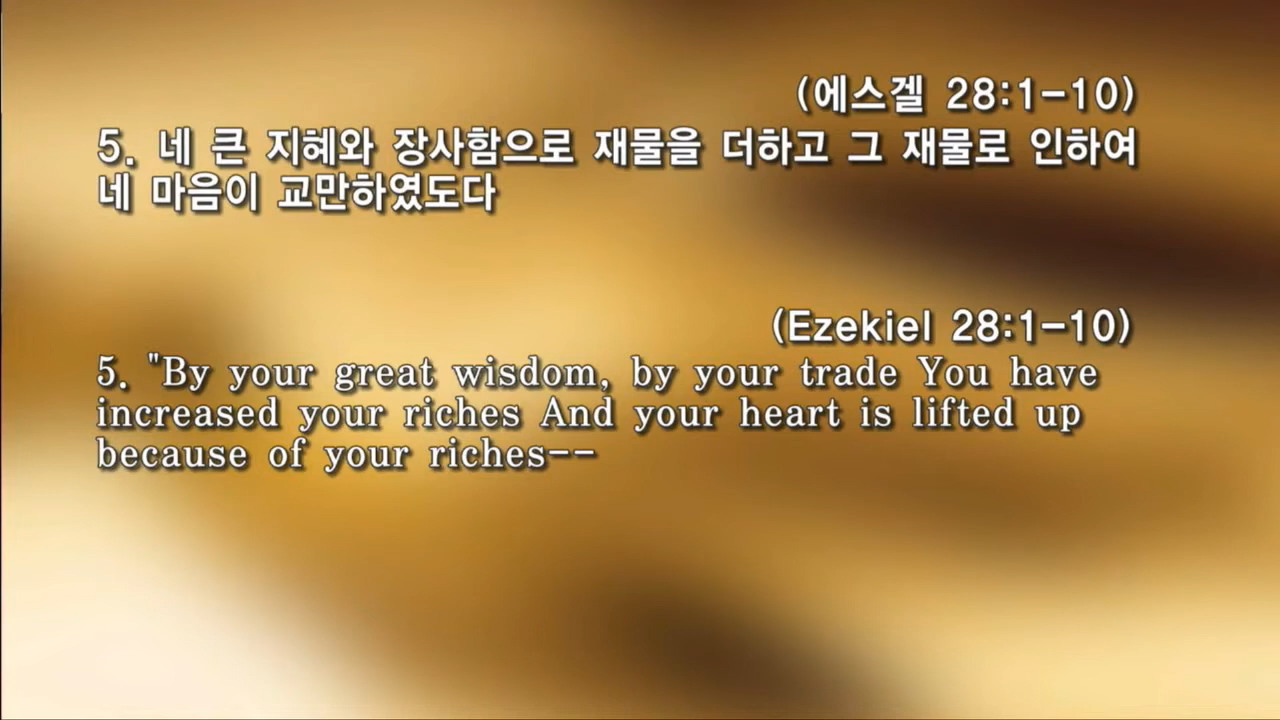 (에스겔 28:1-10)
5. 네 큰 지혜와 장사함으로 재물을 더하고 그 재물로 인하여
네 마음이 교만하였도다
(Ezekiel 28:1-10)
5. "By your great wisdom, by your trade You have
increased your riches And your heart is lifted up
because of your riches--